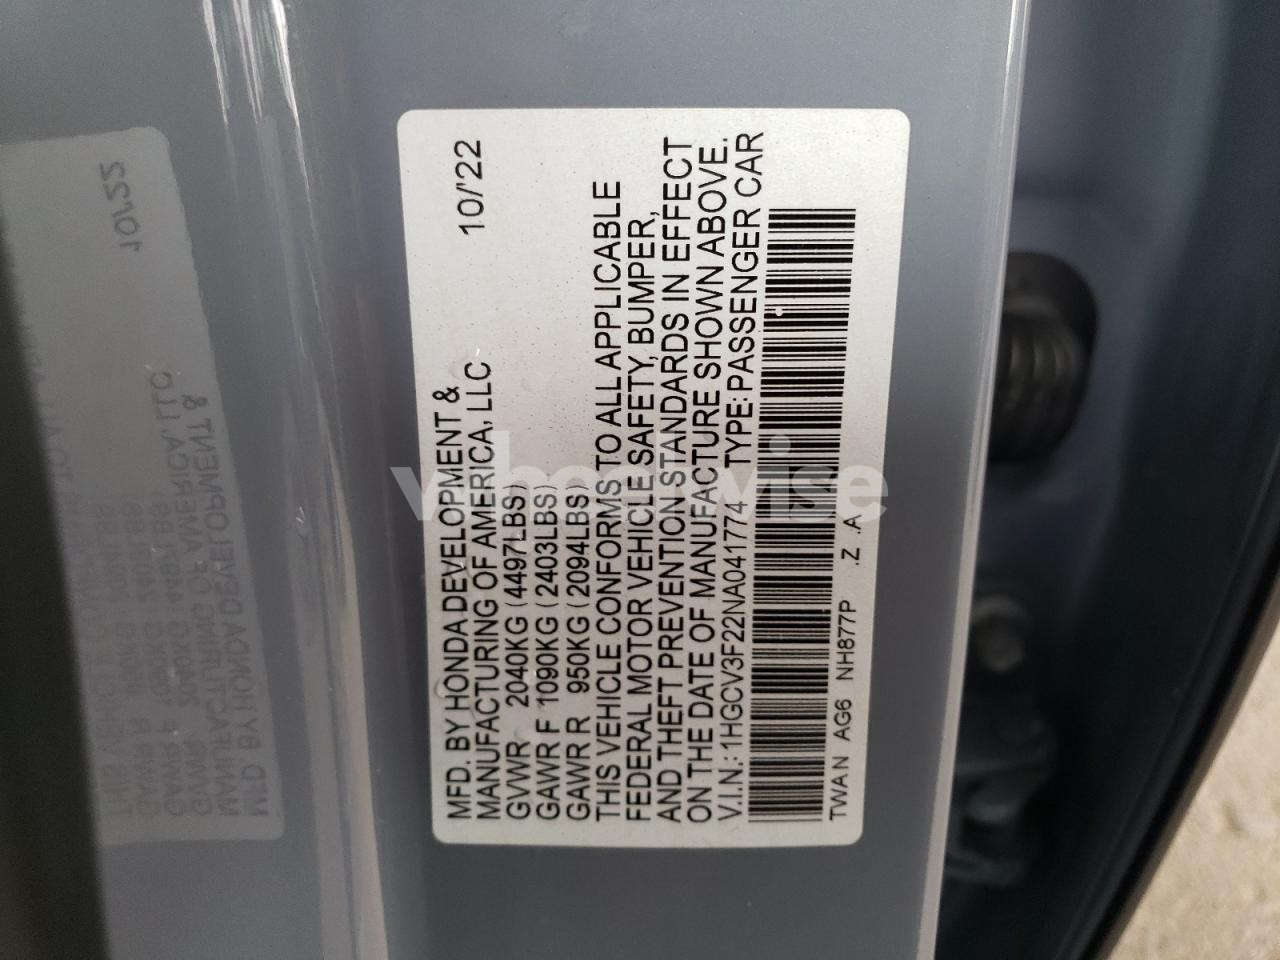 10/'22
MFD. BY HONDA DEVELOPMENT &
MANUFACTURING OF AMERICA, LLC
GVWR 2040KG (4497LBS)
GAWR F 1090KG (2403LBS)
GAWR R 950KG (2094LBS)
THIS VEHICLE CONFORMS TO ALL APPLICABLE
FEDERAL MOTOR VEHICLE SAFETY, BUMPER,
AND THEFT PREVENTION STANDARDS IN EFFECT
ON THE DATE OF MANUFACTURE SHOWN ABOVE.
V.I.N.: 1HGCV3F22NA041774 TYPE: PASSENGER CAR
TWAN AG6 NH877P .Z .A